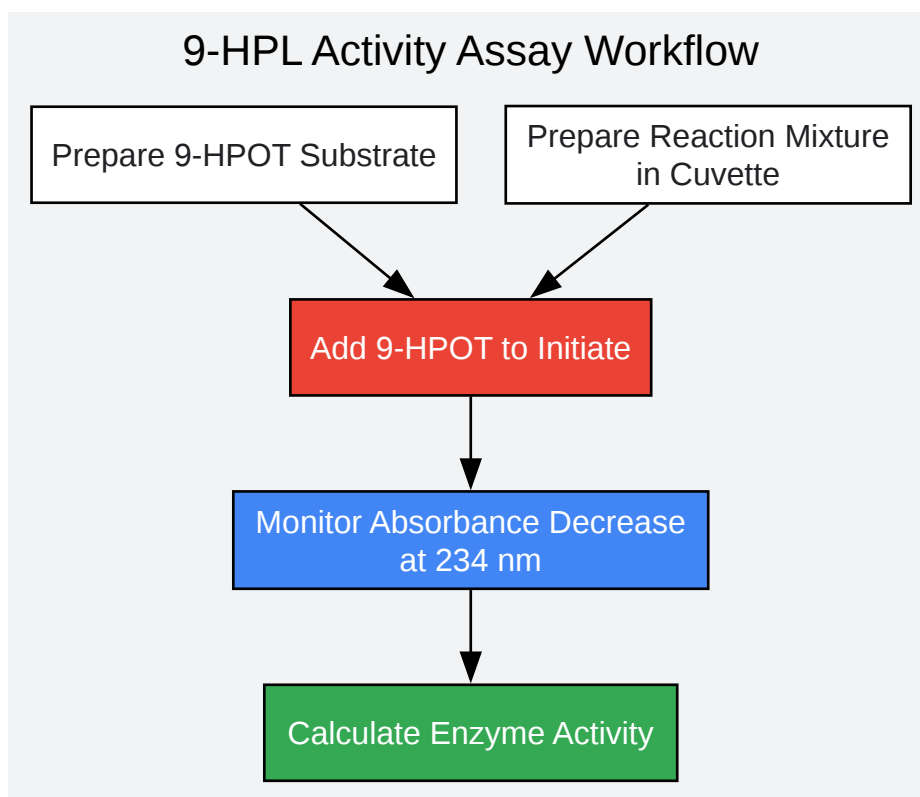 9-HPL Activity Assay Workflow
Prepare 9-HPOT Substrate
Prepare Reaction Mixture
in Cuvette
Add 9-HPOT to Initiate
Monitor Absorbance Decrease
at 234 nm
Calculate Enzyme Activity